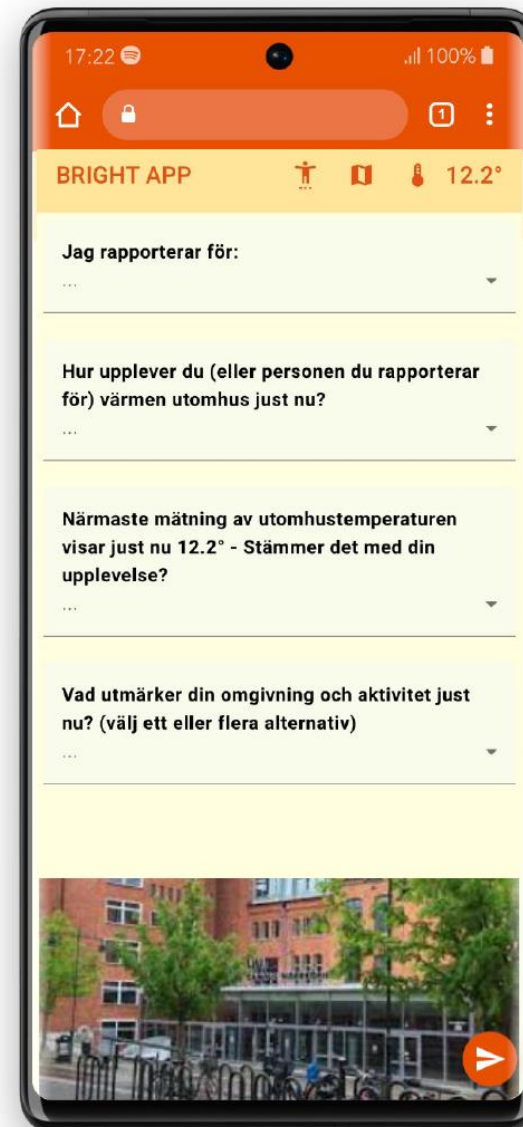 17:22
100%
1
BRIGHT APP
12.2°
Jag rapporterar för:
...
Hur upplever du (eller personen du rapporterar
för) värmen utomhus just nu?
...
Närmaste mätning av utomhustemperaturen
visar just nu 12.2° - Stämmer det med din
upplevelse?
...
Vad utmärker din omgivning och aktivitet just
nu? (välj ett eller flera alternativ)
...